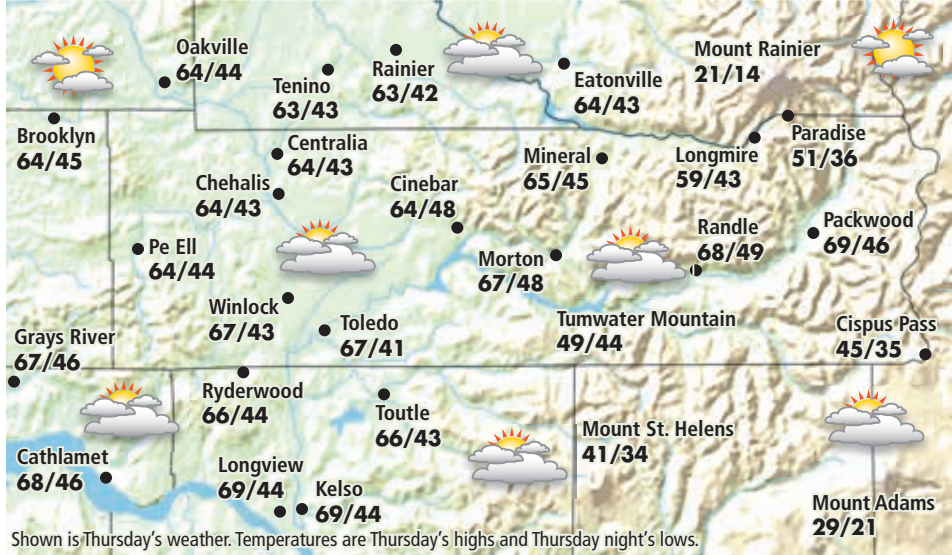 Oakville
64/44
Tenino
63/43
Rainier
63/42
Eatonville
64/43
Mount Rainier
21/14
Brooklyn
64/45
Centralia
64/43
Chehalis
64/43
Cinebar
64/48
Mineral
65/45
Longmire
59/43
Paradise
51/36
Pe Ell
64/44
Morton
67/48
Randle
68/49
Packwood
69/46
Winlock
67/43
Toledo
67/41
Tumwater Mountain
49/44
Cispus Pass
45/35
Grays River
67/46
Ryderwood
66/44
Toutle
66/43
Mount St. Helens
41/34
Cathlamet
68/46
Longview
69/44
Kelso
69/44
Mount Adams
29/21
Shown is Thursday's weather. Temperatures are Thursday's highs and Thursday night's lows.